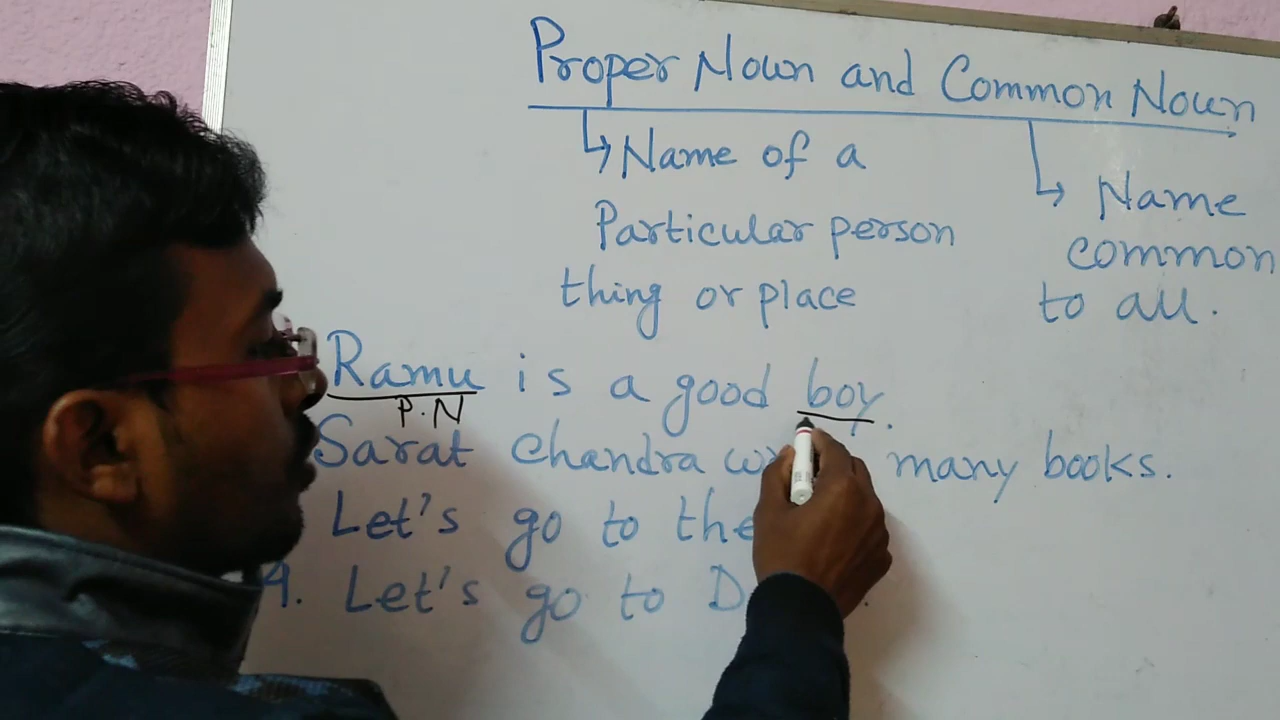 Proper Noun and Common Noun
↳ Name of a
Particular person
thing or place
↳ Name
common
to all.
Ramu is a good boy.
P.N
Sarat Chandra many books.
Let's go to the
4. Let's go to